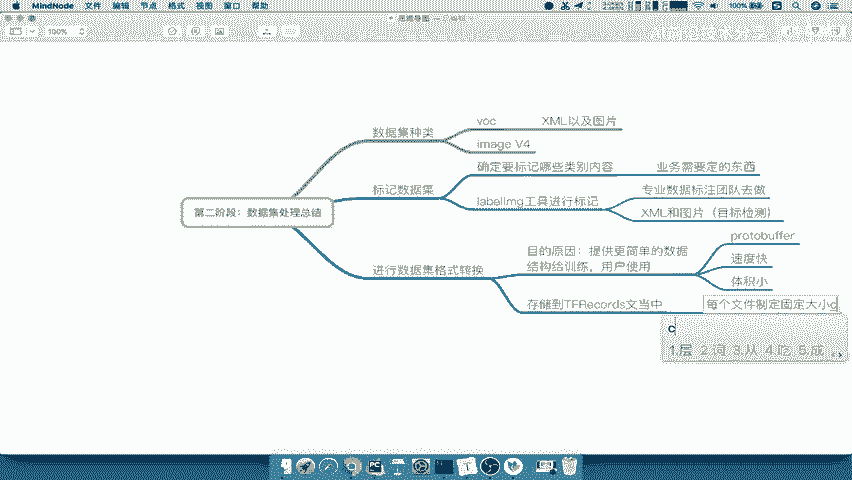 MindNode 文件 编辑 节点 格式 视图 窗口 帮助
100%
思维导图 — 已编辑
100%
数据集种类
voc
XML以及图片
image V4
第二阶段：数据集处理总结
标记数据集
确定要标记哪些类别内容
业务需要定的东西
labelImg工具进行标记
专业数据标注团队去做
XML和图片（目标检测）
进行数据集格式转换
目的原因：提供更简单的数据
结构给训练，用户使用
protobuffer
速度快
体积小
存储到TFRecords文当中
每个文件制定固定大小c
c
1.层 2.词 3.从 4.吃 5.成